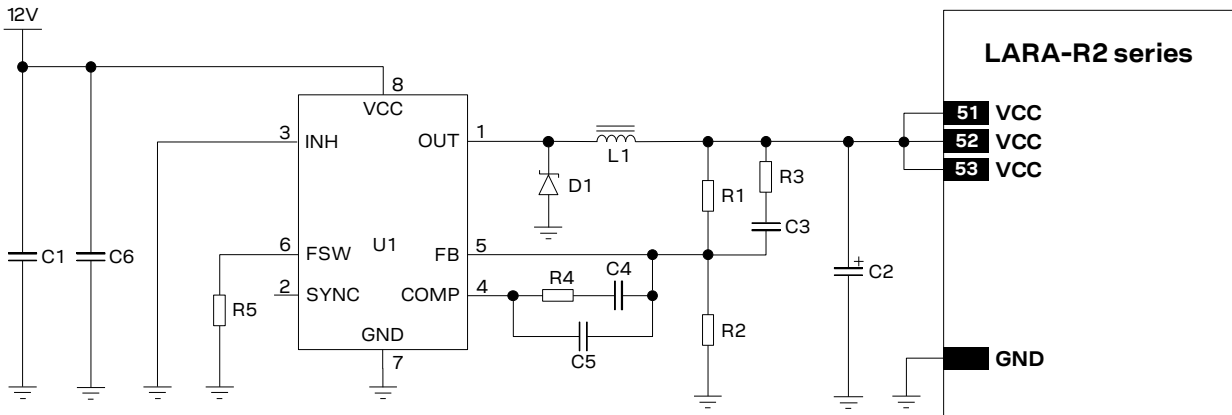 12V
LARA-R2 series
8
VCC
51 VCC
3 INH
OUT 1
52 VCC
L1
53 VCC
D1
R1
R3
C3
C1
C6
6 FSW
U1
FB 5
C4
C2
+
R4
2 SYNC
COMP 4
R5
R2
GND
C5
7
GND